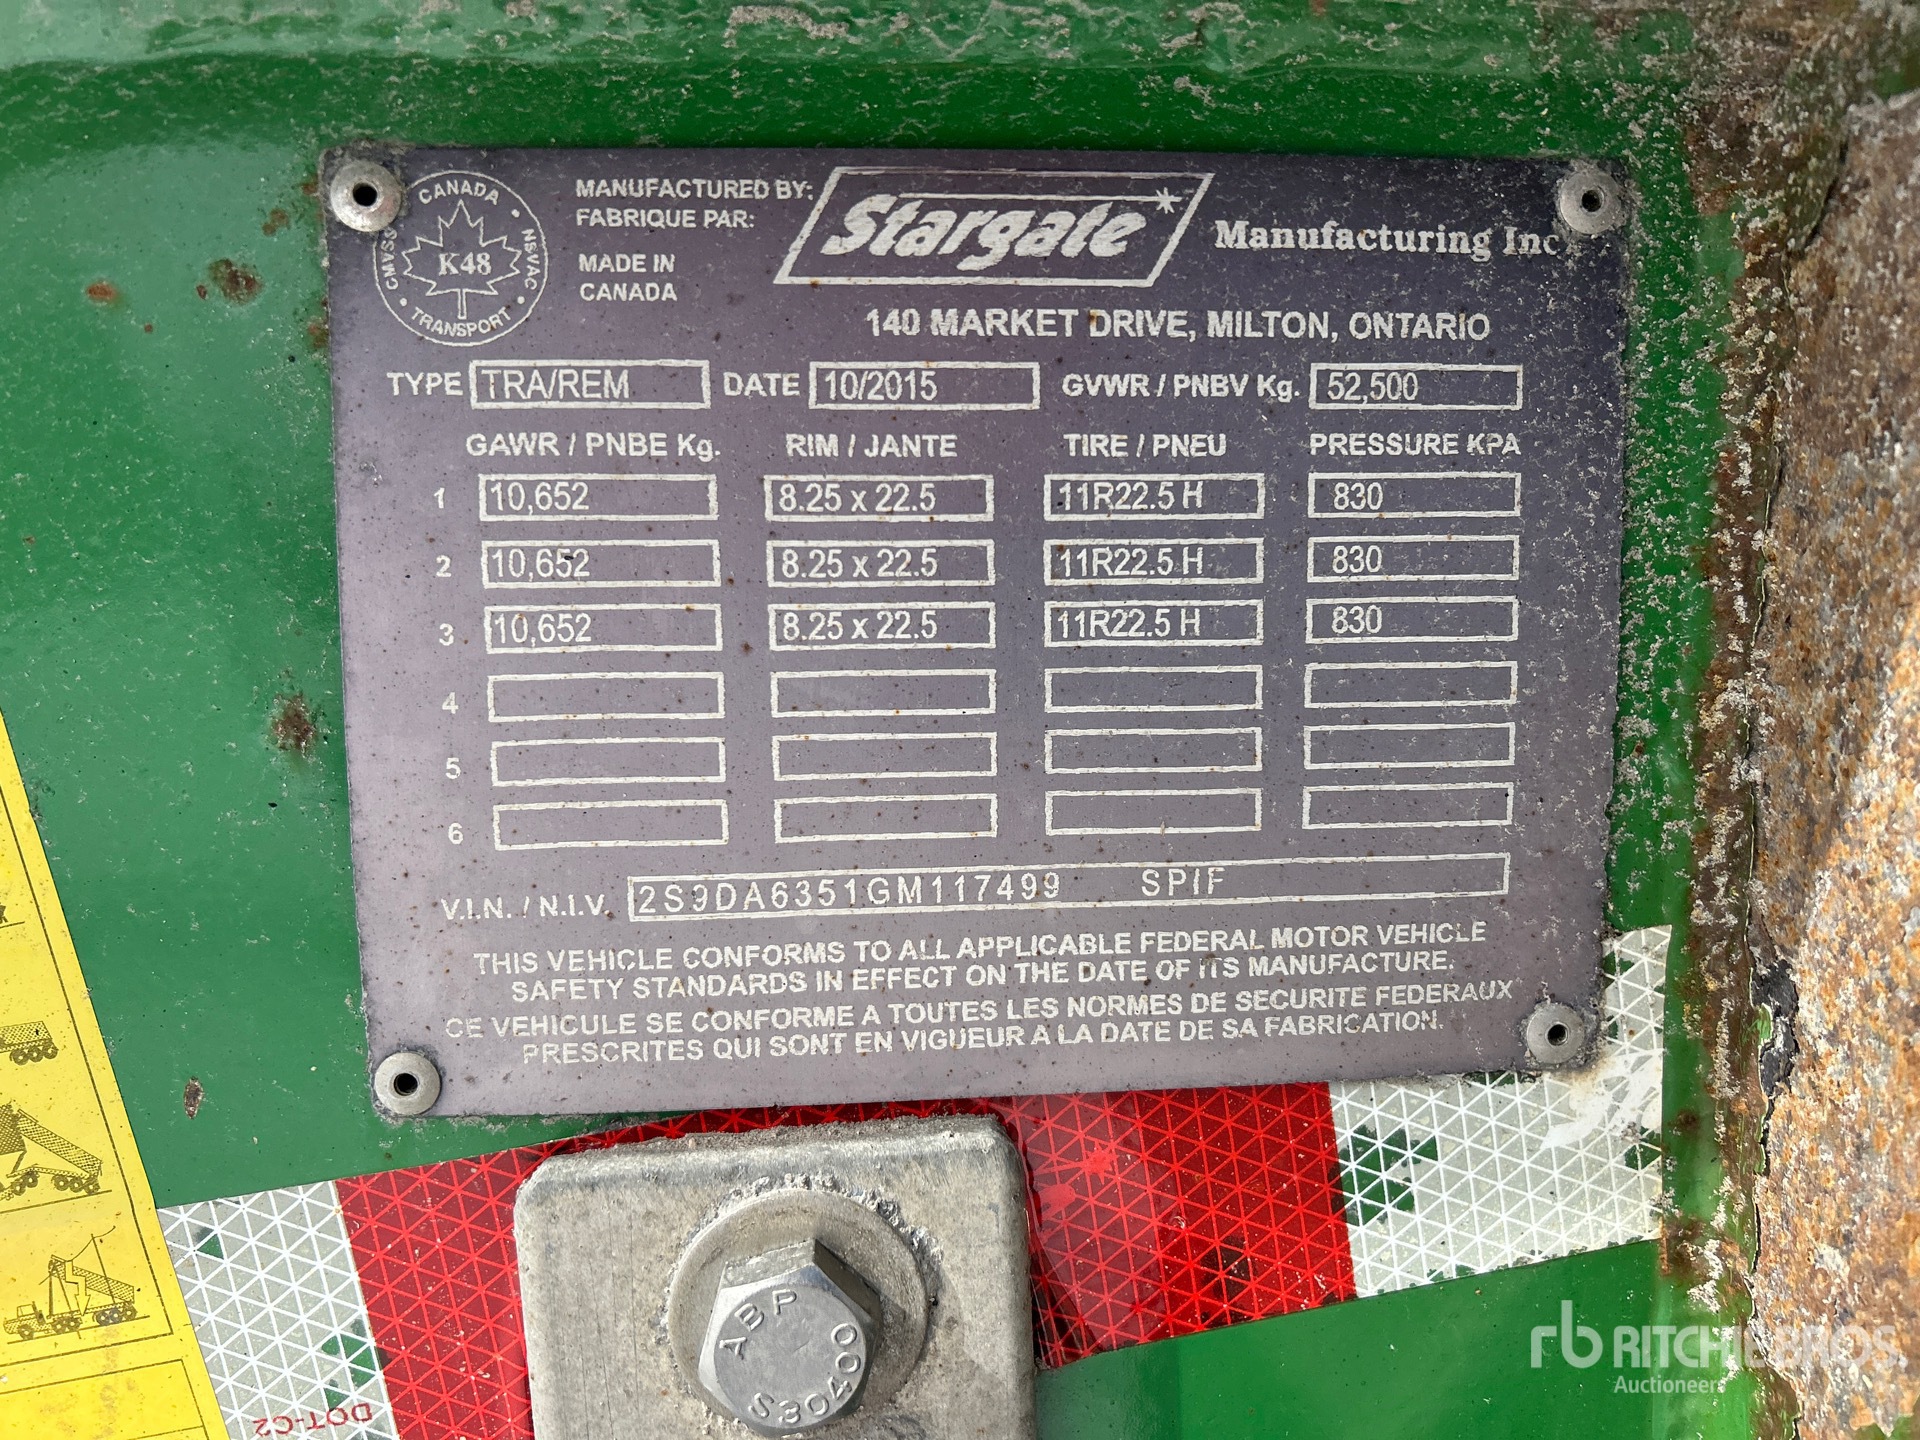 CANADA
CMVSS
NSVAC
K48
TRANSPORT
MANUFACTURED BY:
FABRIQUE PAR:
MADE IN
CANADA
Stargate Manufacturing Inc
140 MARKET DRIVE, MILTON, ONTARIO
TYPE TRA/REM DATE 10/2015 GVWR / PNBV Kg. 52,500
GAWR / PNBE Kg. RIM / JANTE TIRE / PNEU PRESSURE KPA
1 10,652 8.25 x 22.5 11R22.5 H 830
2 10,652 8.25 x 22.5 11R22.5 H 830
3 10,652 8.25 x 22.5 11R22.5 H 830
4
5
6
V.I.N. / N.I.V. 2S9DA6351GM117499 SPIF
THIS VEHICLE CONFORMS TO ALL APPLICABLE FEDERAL MOTOR VEHICLE
SAFETY STANDARDS IN EFFECT ON THE DATE OF ITS MANUFACTURE.
CE VEHICULE SE CONFORME A TOUTES LES NORMES DE SECURITE FEDERAUX
PRESCRITES QUI SONT EN VIGUEUR A LA DATE DE SA FABRICATION.
ABP
S30400
DOT-C2
rb RITCHIE BROS.
Auctioneers